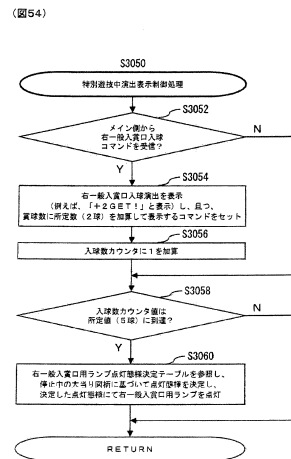 (図54)
S3050
特別遊技中演出表示制御処理
S3052
メイン側から
右一般入賞口入球
コマンドを受信?
N
Y
S3054
右一般入賞口入球演出を表示
(例えば、「+2GET!」と表示)し、且つ、
賞球数に所定数(2球)を加算して表示するコマンドをセット
S3056
入球数カウンタに1を加算
S3058
入球数カウンタ値は
所定値(5球)に到達?
N
Y
S3060
右一般入賞口用ランプ点灯態様決定テーブルを参照し、
停止中の大当り図柄に基づいて点灯態様を決定し、
決定した点灯態様にて右一般入賞口用ランプを点灯
RETURN